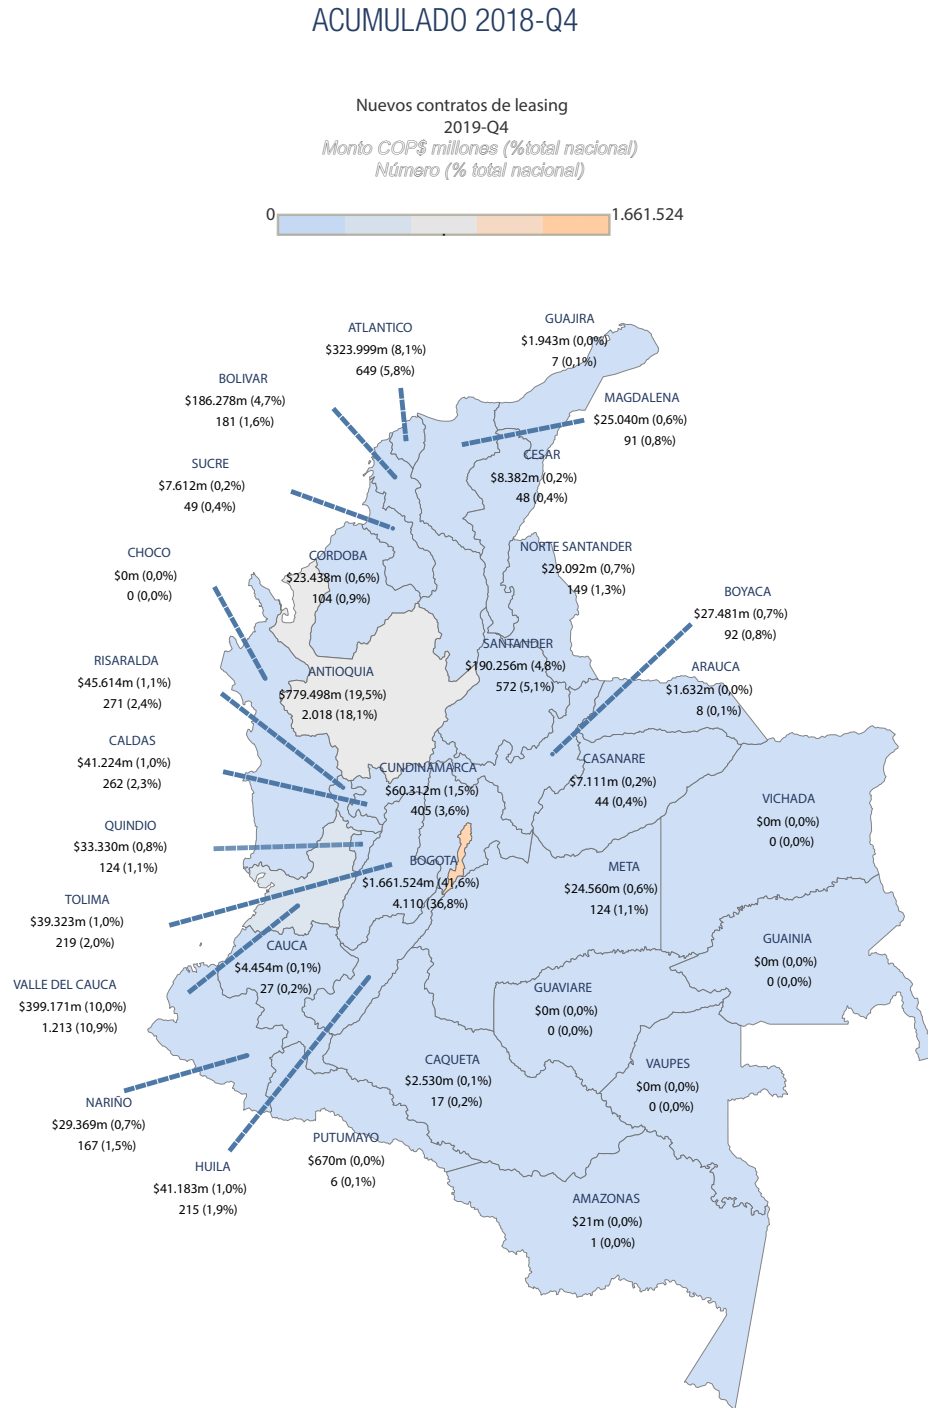 ACUMULADO 2018-Q4
Nuevos contratos de leasing
2019-Q4
Monto COP$ millones (%total nacional)
Número (% total nacional)
0
1.661.524
GUAJIRA
$1.943m (0,0%)
7 (0,1%)
ATLANTICO
$323.999m (8,1%)
649 (5,8%)
BOLIVAR
$186.278m (4,7%)
181 (1,6%)
MAGDALENA
$25.040m (0,6%)
91 (0,8%)
CESAR
$8.382m (0,2%)
48 (0,4%)
SUCRE
$7.612m (0,2%)
49 (0,4%)
NORTE SANTANDER
$29.092m (0,7%)
149 (1,3%)
CHOCO
$0m (0,0%)
0 (0,0%)
CORDOBA
$23.438m (0,6%)
104 (0,9%)
BOYACA
$27.481m (0,7%)
92 (0,8%)
SANTANDER
$190.256m (4,8%)
572 (5,1%)
RISARALDA
$45.614m (1,1%)
271 (2,4%)
ANTIOQUIA
$779.498m (19,5%)
2.018 (18,1%)
ARAUCA
$1.632m (0,0%)
8 (0,1%)
CALDAS
$41.224m (1,0%)
262 (2,3%)
CUNDINAMARCA
$60.312m (1,5%)
405 (3,6%)
CASANARE
$7.111m (0,2%)
44 (0,4%)
VICHADA
$0m (0,0%)
0 (0,0%)
QUINDIO
$33.330m (0,8%)
124 (1,1%)
BOGOTA
$1.661.524m (41,6%)
4.110 (36,8%)
META
$24.560m (0,6%)
124 (1,1%)
TOLIMA
$39.323m (1,0%)
219 (2,0%)
CAUCA
$4.454m (0,1%)
27 (0,2%)
GUAINIA
$0m (0,0%)
0 (0,0%)
VALLE DEL CAUCA
$399.171m (10,0%)
1.213 (10,9%)
GUAVIARE
$0m (0,0%)
0 (0,0%)
CAQUETA
$2.530m (0,1%)
17 (0,2%)
VAUPES
$0m (0,0%)
0 (0,0%)
NARIÑO
$29.369m (0,7%)
167 (1,5%)
PUTUMAYO
$670m (0,0%)
6 (0,1%)
HUILA
$41.183m (1,0%)
215 (1,9%)
AMAZONAS
$21m (0,0%)
1 (0,0%)